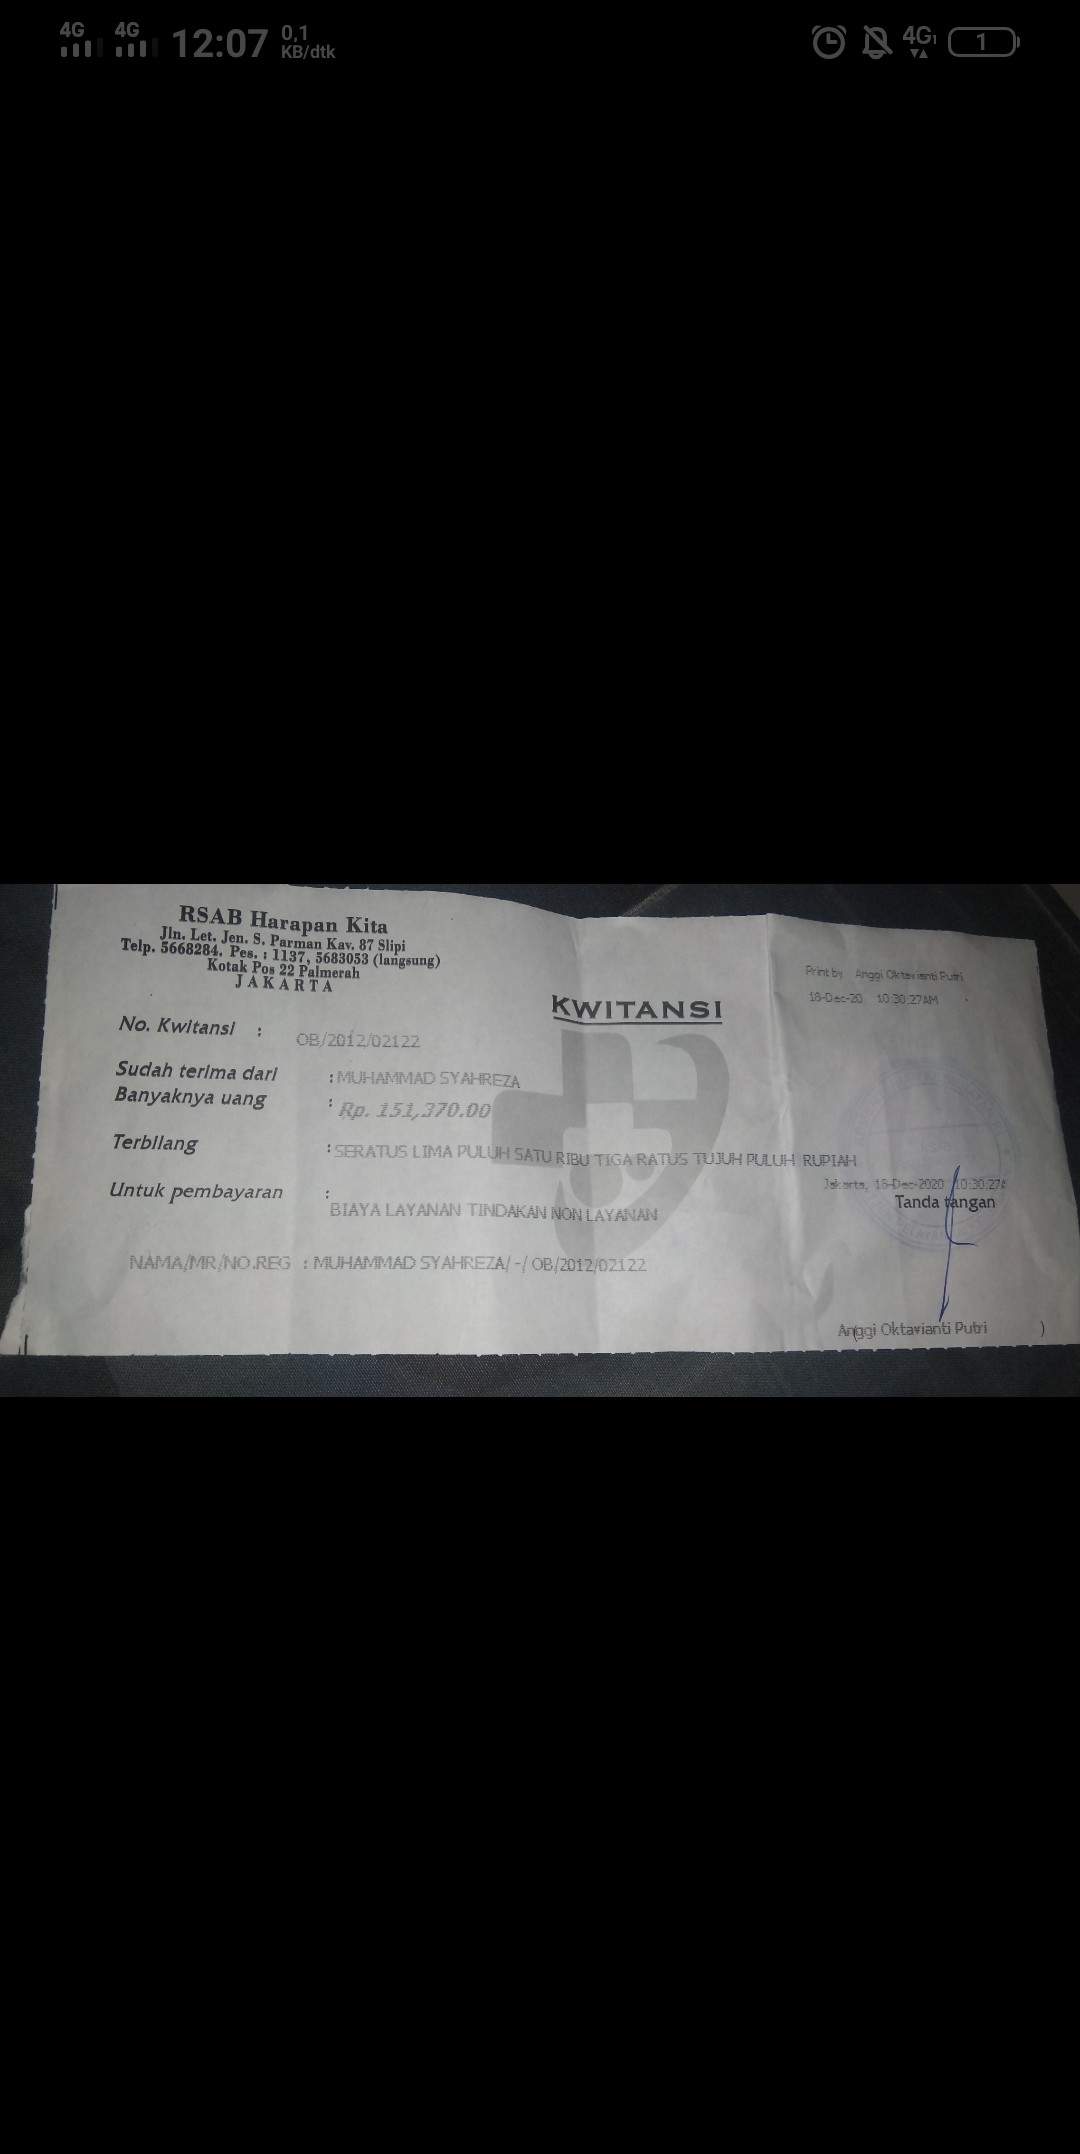 4G 4G 12:07 0,1 KB/dtk 4G 1
RSAB Harapan Kita
Jln. Let. Jen. S. Parman Kav. 87 Slipi
Telp. 5668284. Pes. : 1137, 5683053 (langsung)
Kotak Pos 22 Palmerah
JAKARTA
Print by Anggi Oktavianti Putri
18-Dec-20 10:30:27AM
KWITANSI
No. Kwitansi : OB/2012/02122
Sudah terima dari : MUHAMMAD SYAHREZA
Banyaknya uang : Rp. 151,370.00
Terbilang : SERATUS LIMA PULUH SATU RIBU TIGA RATUS TUJUH PULUH RUPIAH
Jakarta, 18-Dec-2020 10:30:27A
Tanda tangan
Untuk pembayaran :
BIAYA LAYANAN TINDAKAN NON LAYANAN
NAMA/MR/NO.REG : MUHAMMAD SYAHREZA/ -/ OB/2012/02122
Anggi Oktavianti Putri )